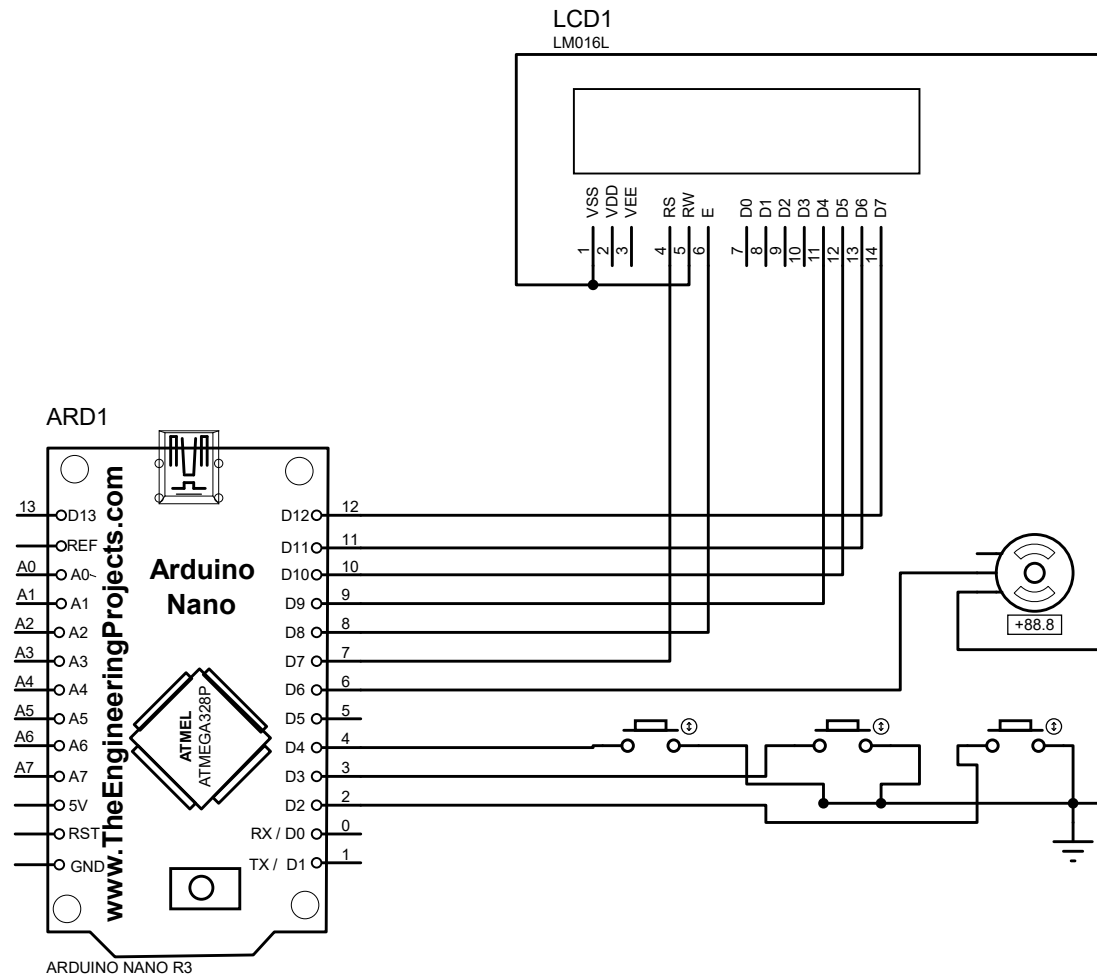 LCD1
LM016L
VSS
VDD
VEE
RS
RW
E
D0
D1
D2
D3
D4
D5
D6
D7
1
2
3
4
5
6
7
8
9
10
11
12
13
14
ARD1
www.TheEngineeringProjects.com
Arduino
Nano
ATMEL
ATMEGA328P
13 D13
REF
A0 A0~
A1 A1
A2 A2
A3 A3
A4 A4
A5 A5
A6 A6
A7 A7
5V
RST
GND
D12 12
D11 11
D10 10
D9 9
D8 8
D7 7
D6 6
D5 5
D4 4
D3 3
D2 2
RX / D0 0
TX / D1 1
+88.8
ARDUINO NANO R3